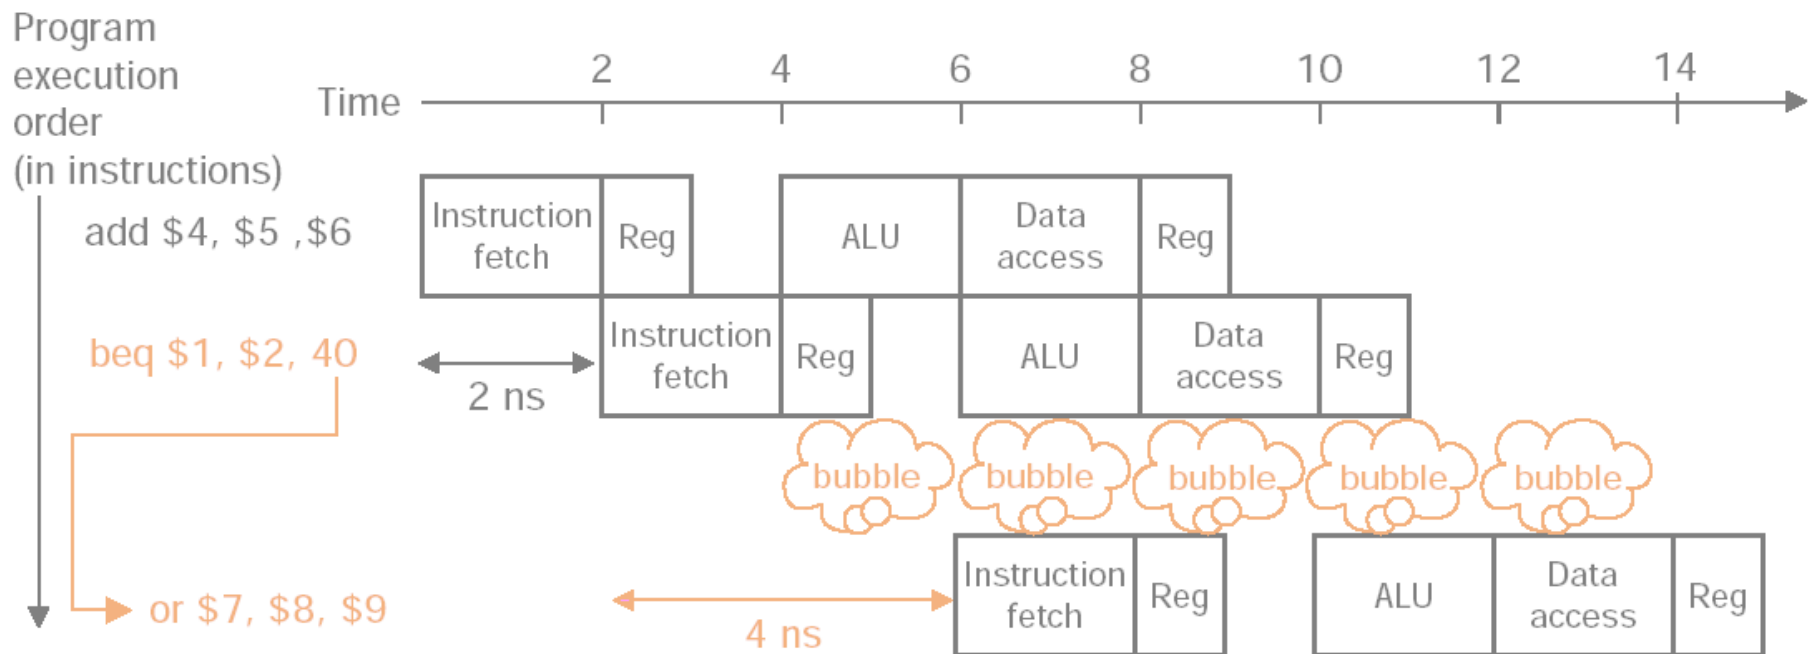 Program
execution
order
(in instructions)
Time
2 4 6 8 10 12 14
add $4, $5 ,$6
Instruction
fetch
Reg
ALU
Data
access
Reg
beq $1, $2, 40
2 ns
Instruction
fetch
Reg
ALU
Data
access
Reg
bubble bubble bubble bubble bubble
or $7, $8, $9
4 ns
Instruction
fetch
Reg
ALU
Data
access
Reg